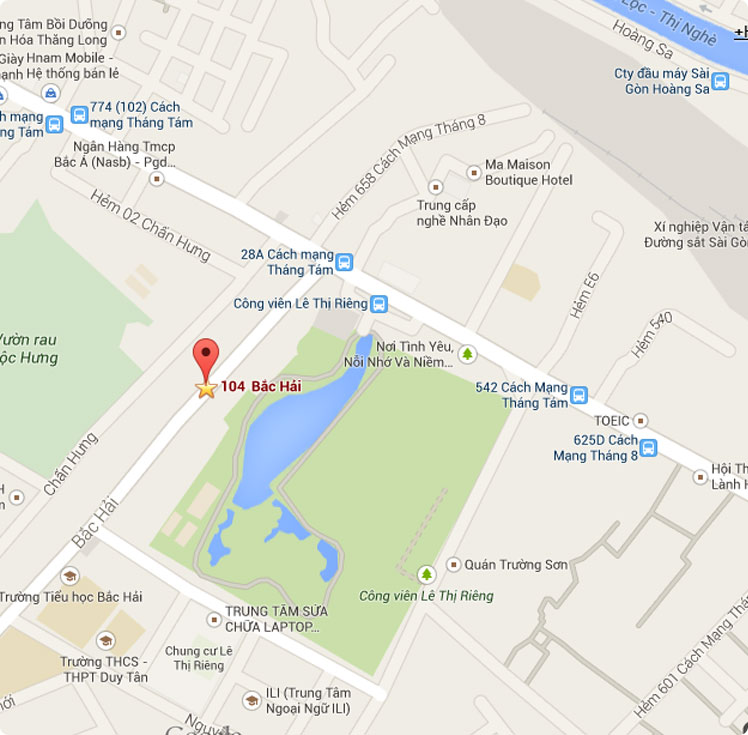 ng Tâm Bồi Dưỡng
n Hóa Thăng Long
Giày Hnam Mobile -
anh Hệ thống bán lẻ
h mạng
ng Tám
774 (102) Cách
mạng Tháng Tám
Ngân Hàng Tmcp
Bắc Á (Nasb) - Pgd...
Hẻm 02 Chấn Hưng
Lộc - Thị Nghè
Hoàng Sa
+H
Cty đầu máy Sài
Gòn Hoàng Sa
Hẻm 658 Cách Mạng Tháng 8
Ma Maison
Boutique Hotel
Trung cấp
nghề Nhân Đạo
Xí nghiệp Vận tả
Đường sắt Sài Gòn
28A Cách mạng
Tháng Tám
Công viên Lê Thị Riêng
Hẻm E6
Hẻm 540
Vườn rau
Lộc Hưng
Nơi Tình Yêu,
Nỗi Nhớ Và Niềm...
104 Bắc Hải
542 Cách Mạng
Tháng Tám
TOEIC
625D Cách
Mạng Tháng 8
Hội Th
Lành H
Chấn Hưng
H
n
Bắc Hải
Quán Trường Sơn
Công viên Lê Thị Riêng
Trường Tiểu học Bắc Hải
TRUNG TÂM SỬA
CHỮA LAPTOP...
Trường THCS -
THPT Duy Tân
Chung cư Lê
Thị Riêng
ILI (Trung Tâm
Ngoại Ngữ ILI)
Hẻm 601 Cách Mạng Thá